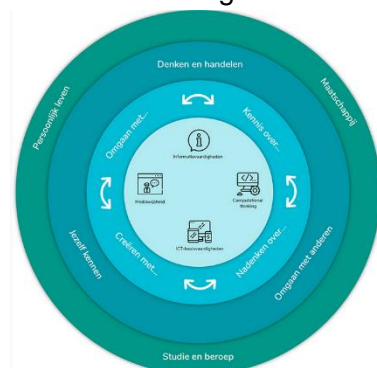 Denken en handelen
Persoonlijk leven
Maatschappij
Omgaan met...
Kennis over...
Informatievaardigheden
Mediawijsheid
Computational
thinking
ICT-basisvaardigheden
Jezelf kennen
Creëren met...
Nadenken over...
Omgaan met anderen
Studie en beroep